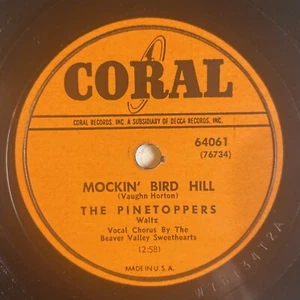 CORAL
CORAL RECORDS, INC. A SUBSIDIARY OF DECCA RECORDS, INC.
64061
(76734)
MOCKIN' BIRD HILL
(Vaughn Horton)
THE PINETOPPERS
Waltz
Vocal Chorus By The
Beaver Valley Sweethearts
(2:58)
MADE IN U.S.A.